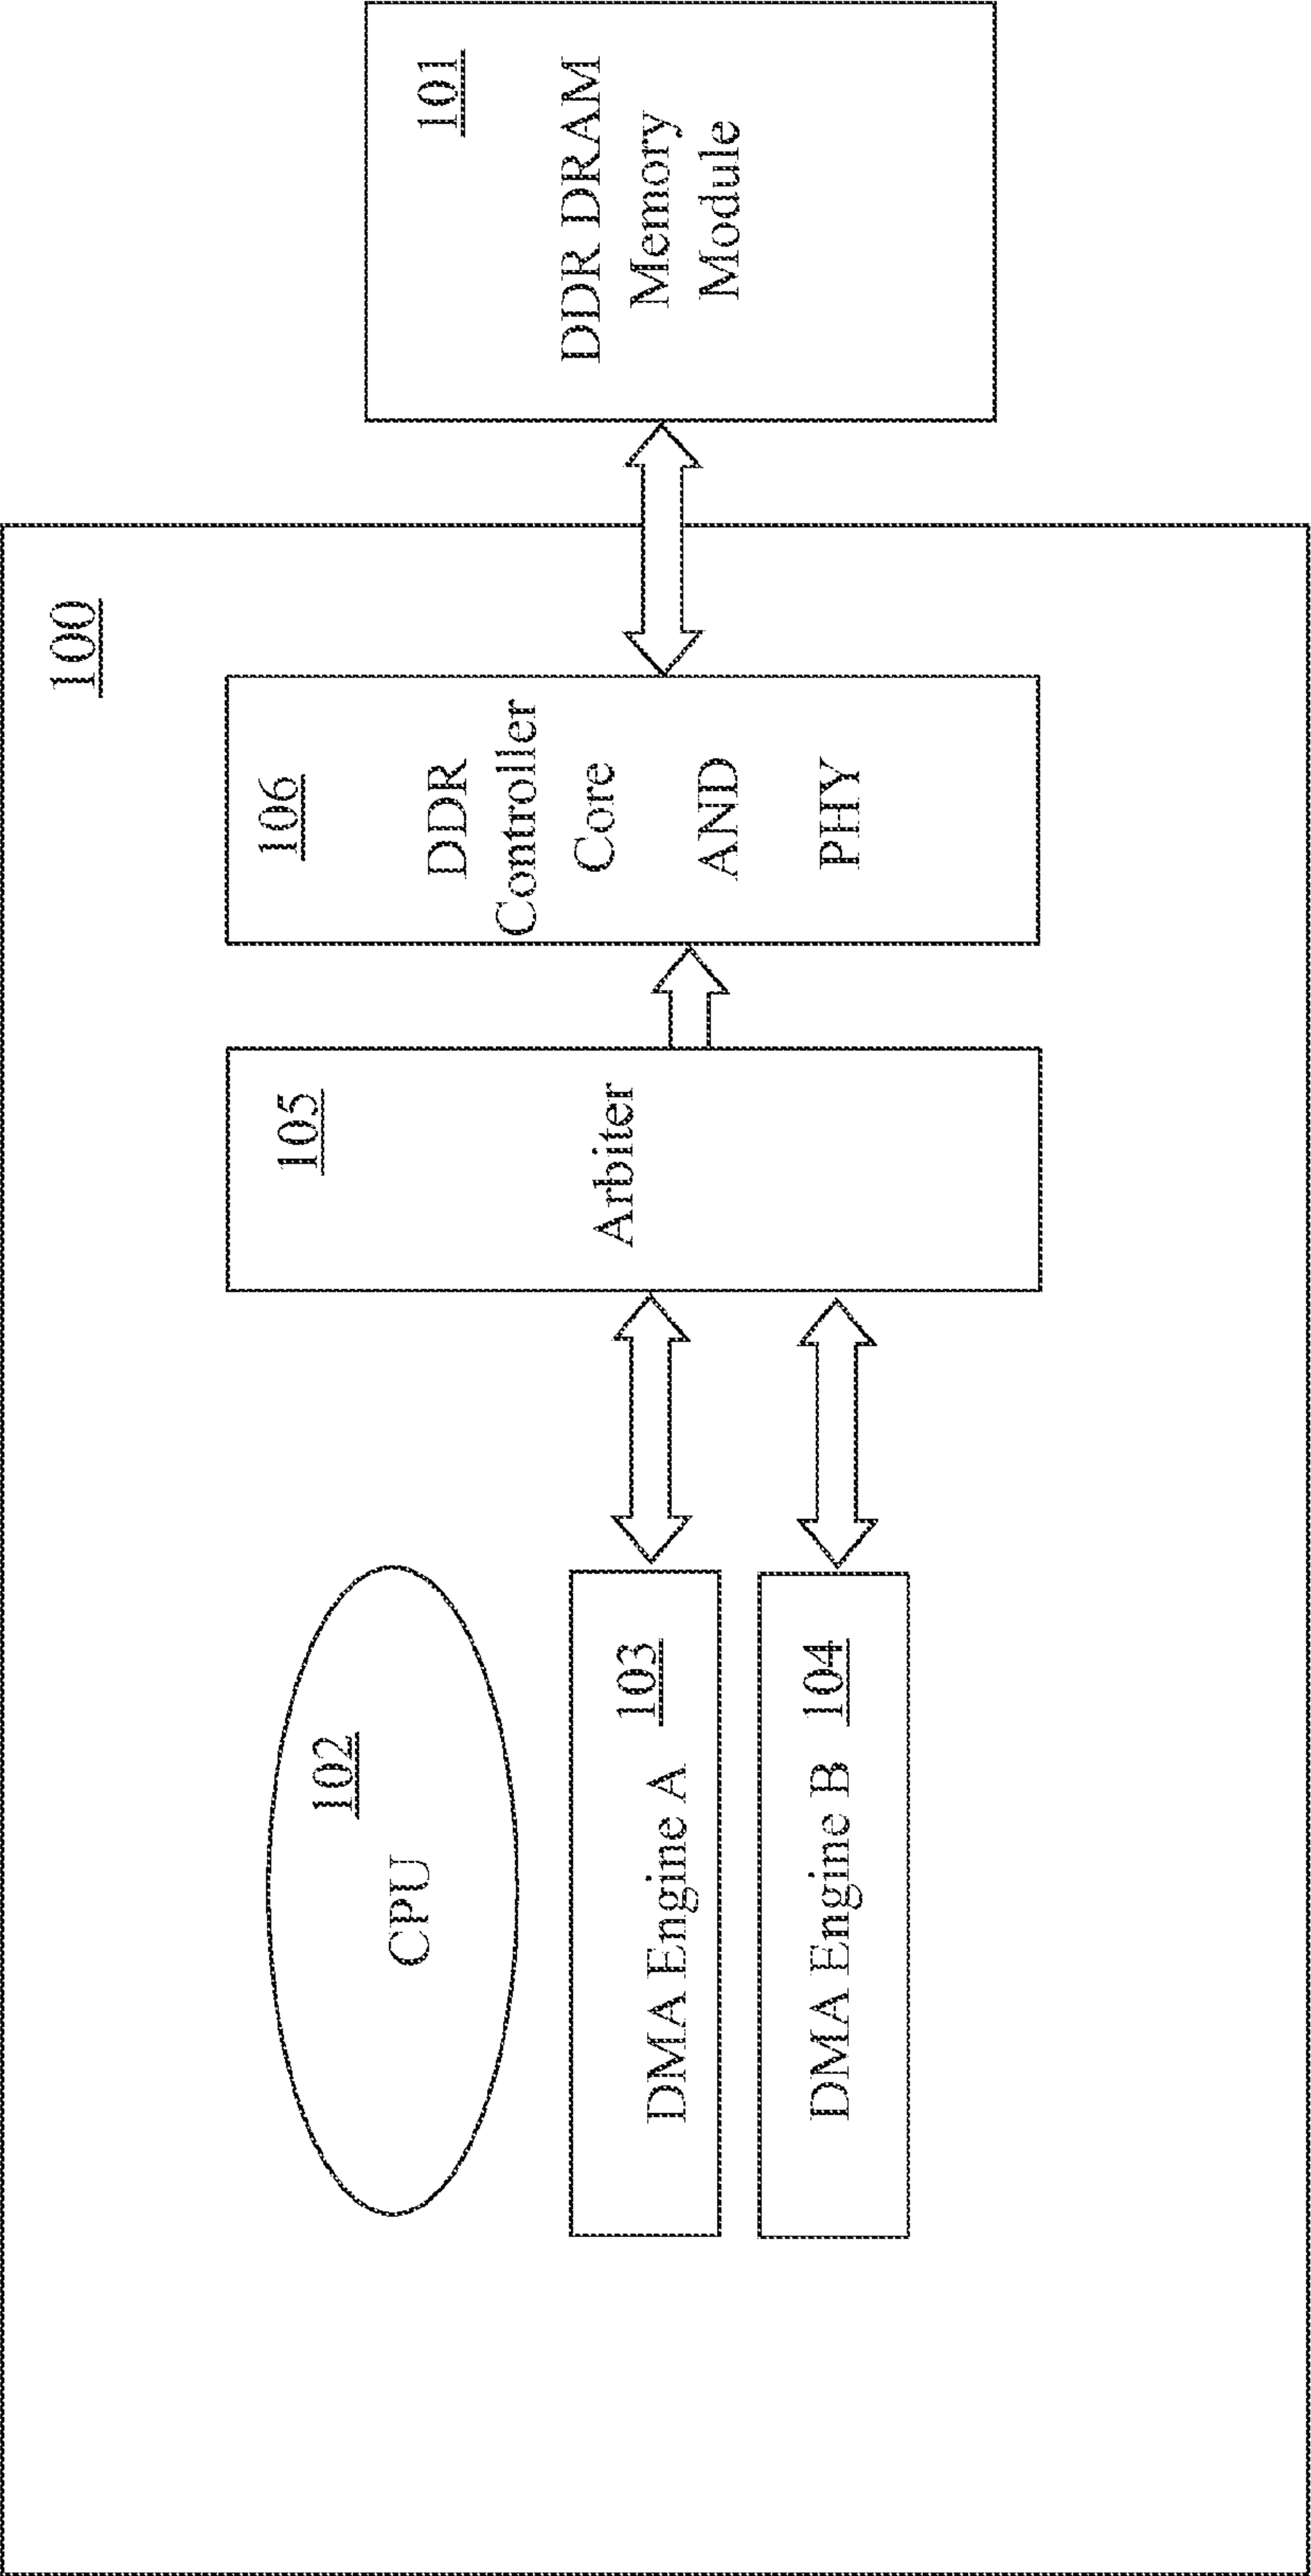 100
102
CPU
103
DMA Engine A
104
DMA Engine B
105
Arbiter
106
DDR
Controller
Core
AND
PHY
101
DDR DRAM
Memory
Module